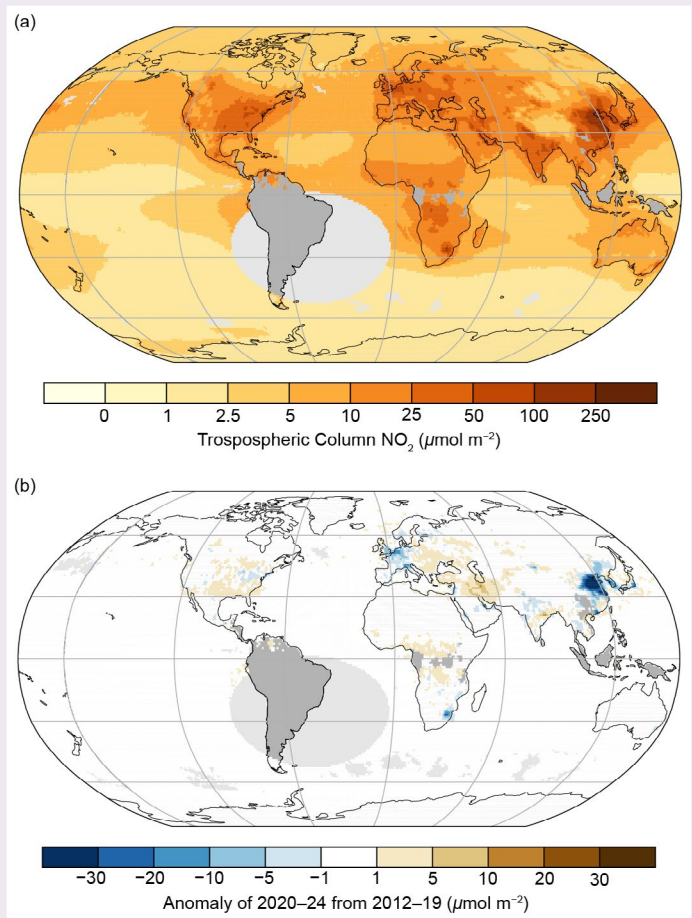 (a)
0 1 2.5 5 10 25 50 100 250
Trospospheric Column NO₂ (µmol m⁻²)
(b)
−30 −20 −10 −5 −1 1 5 10 20 30
Anomaly of 2020–24 from 2012–19 (µmol m⁻²)